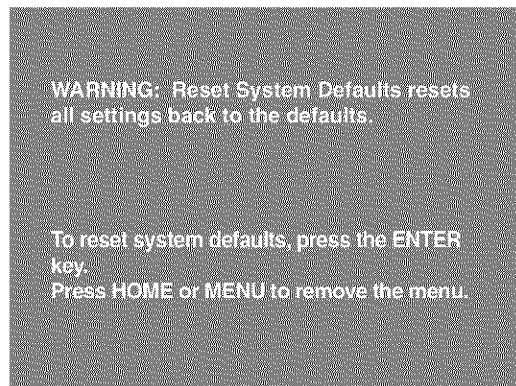 WARNING: Reset System Defaults resets
all settings back to the defaults.
To reset system defaults, press the ENTER
key.
Press HOME or MENU to remove the menu.